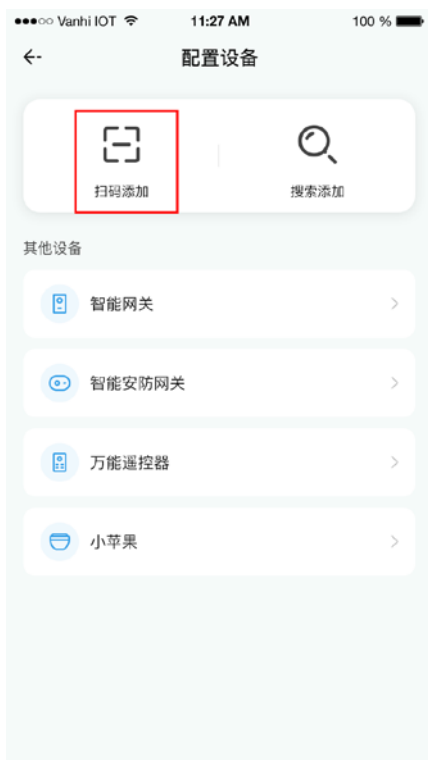 Vanhi IOT 11:27 AM 100 %
配置设备
扫码添加 搜索添加
其他设备
智能网关
智能安防网关
万能遥控器
小苹果